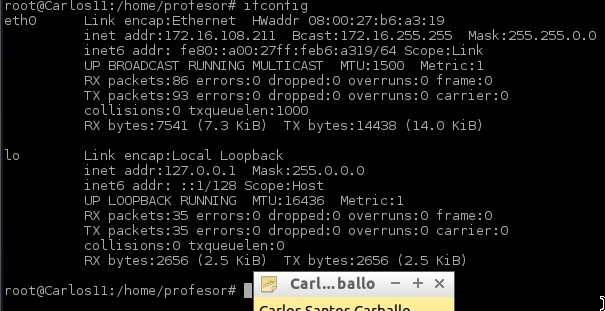 root@Carlos11:/home/profesor# ifconfig
eth0      Link encap:Ethernet  HWaddr 08:00:27:b6:a3:19
          inet addr:172.16.108.211  Bcast:172.16.255.255  Mask:255.255.0.0
          inet6 addr: fe80::a00:27ff:feb6:a319/64 Scope:Link
          UP BROADCAST RUNNING MULTICAST  MTU:1500  Metric:1
          RX packets:86 errors:0 dropped:0 overruns:0 frame:0
          TX packets:93 errors:0 dropped:0 overruns:0 carrier:0
          collisions:0 txqueuelen:1000
          RX bytes:7541 (7.3 KiB)  TX bytes:14438 (14.0 KiB)
lo        Link encap:Local Loopback
          inet addr:127.0.0.1  Mask:255.0.0.0
          inet6 addr: ::1/128 Scope:Host
          UP LOOPBACK RUNNING  MTU:16436  Metric:1
          RX packets:35 errors:0 dropped:0 overruns:0 frame:0
          TX packets:35 errors:0 dropped:0 overruns:0 carrier:0
          collisions:0 txqueuelen:0
          RX bytes:2656 (2.5 KiB)  TX bytes:2656 (2.5 KiB)
root@Carlos11:/home/profesor#
Carl...ballo
Carlos Santos Carballo